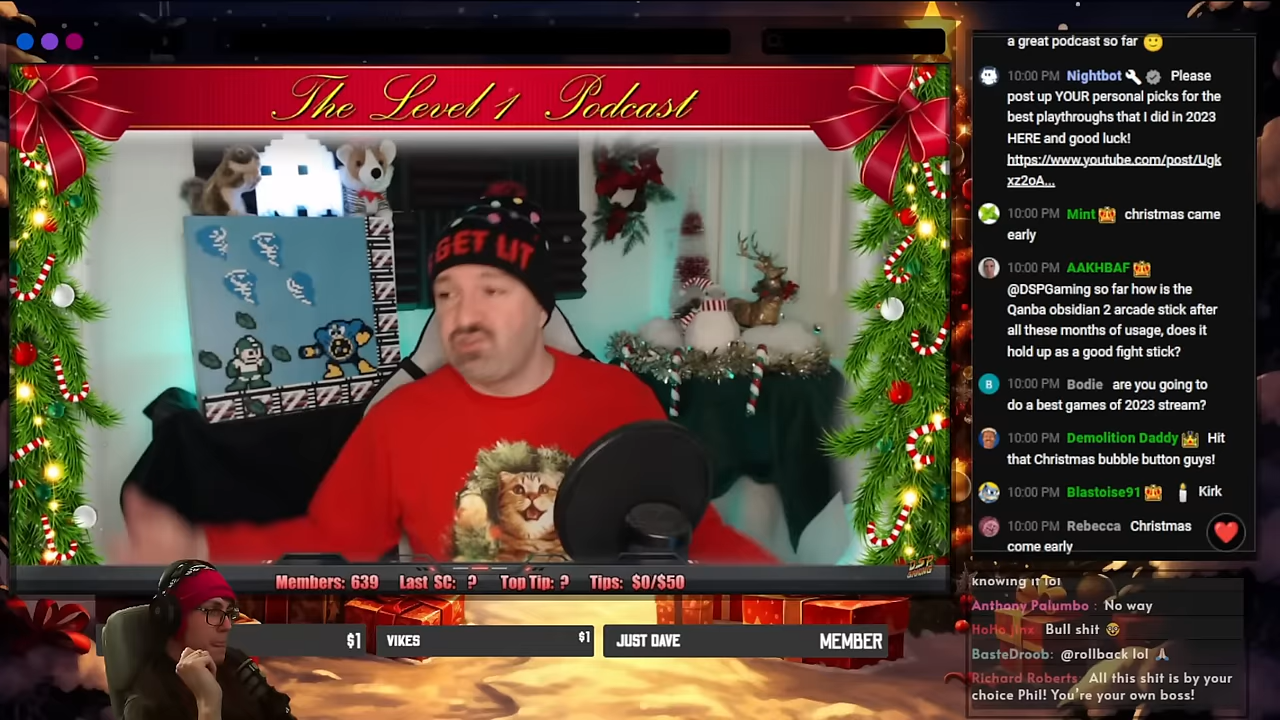 The Level 1 Podcast
GET LIT
Members: 639 Last SC: ? Top Tip: ? Tips: $0/$50
$1
VIKES $1
JUST DAVE MEMBER
a great podcast so far
10:00 PM Nightbot Please
post up YOUR personal picks for the
best playthroughs that I did in 2023
HERE and good luck!
https://www.youtube.com/post/Ugk
xz2oA...
10:00 PM Mint christmas came
early
10:00 PM AAKHBAF
@DSPGaming so far how is the
Qanba obsidian 2 arcade stick after
all these months of usage, does it
hold up as a good fight stick?
B 10:00 PM Bodie are you going to
do a best games of 2023 stream?
10:00 PM Demolition Daddy Hit
that Christmas bubble button guys!
10:00 PM Blastoise91 Kirk
10:00 PM Rebecca Christmas
come early
knowing it lol
Anthony Palumbo : No way
HoHo Jinx: Bull shit
BasteDroob: @rollback lol
Richard Roberts: All this shit is by your
choice Phil! You're your own boss!